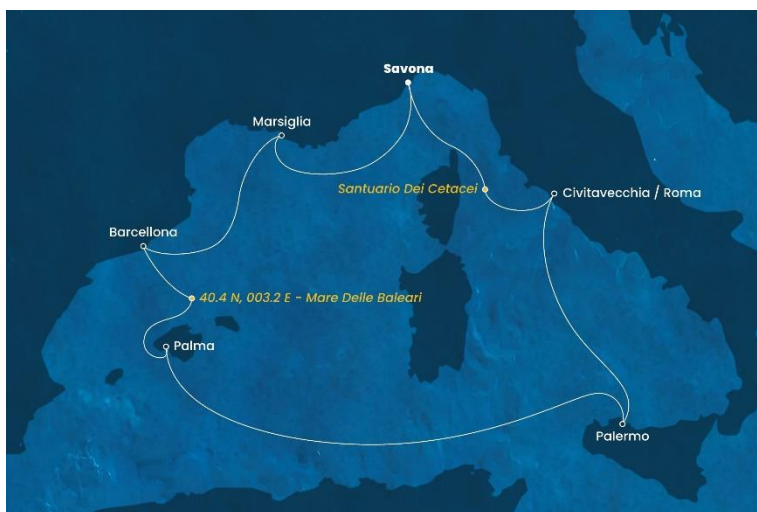 Savona
Marsiglia
Santuario Dei Cetacei
Civitavecchia / Roma
Barcellona
40.4 N, 003.2 E - Mare Delle Baleari
Palma
Palermo